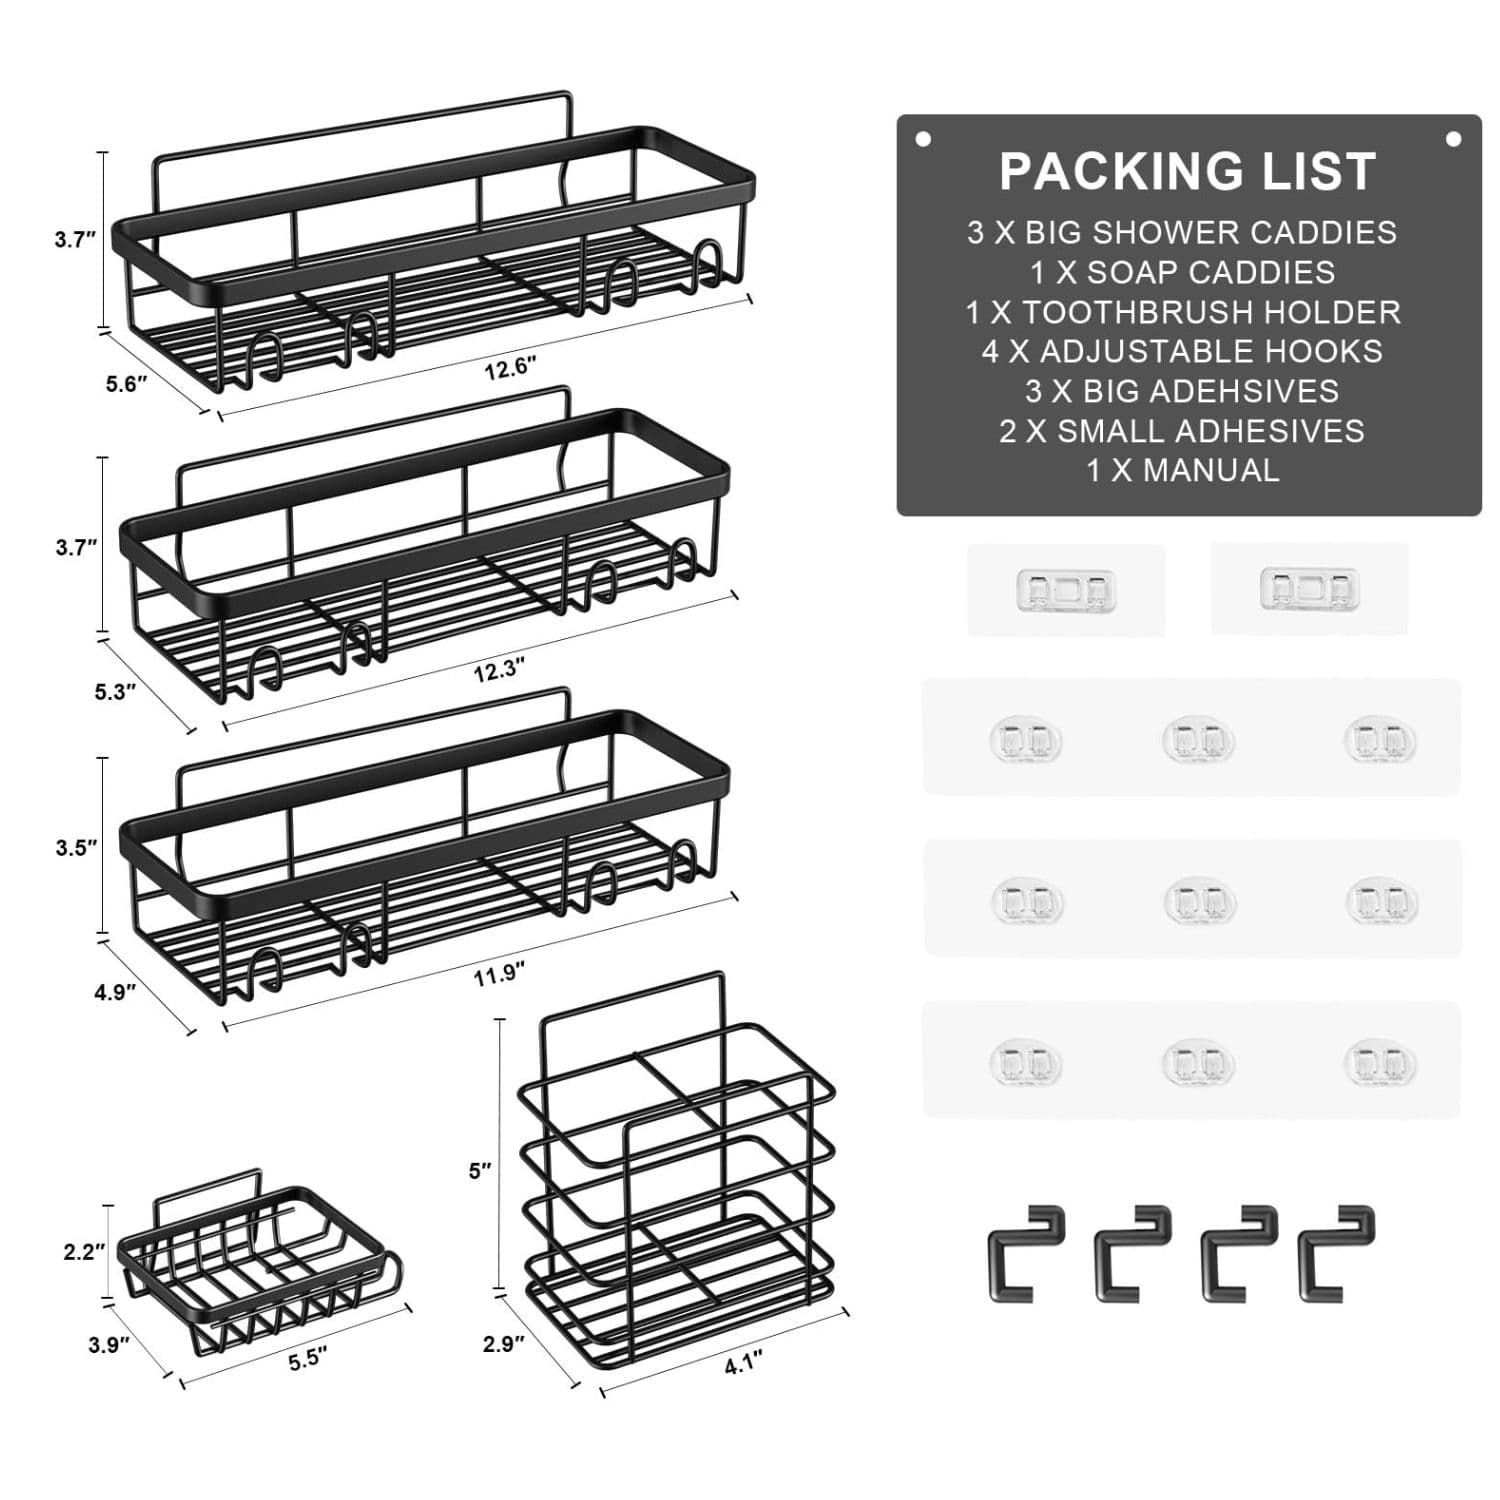 PACKING LIST
3 X BIG SHOWER CADDIES
1 X SOAP CADDIES
1 X TOOTHBRUSH HOLDER
4 X ADJUSTABLE HOOKS
3 X BIG ADEHSIVES
2 X SMALL ADHESIVES
1 X MANUAL
3.7"
5.6"
12.6"
3.7"
5.3"
12.3"
3.5"
4.9"
11.9"
2.2"
3.9"
5.5"
5"
2.9"
4.1"